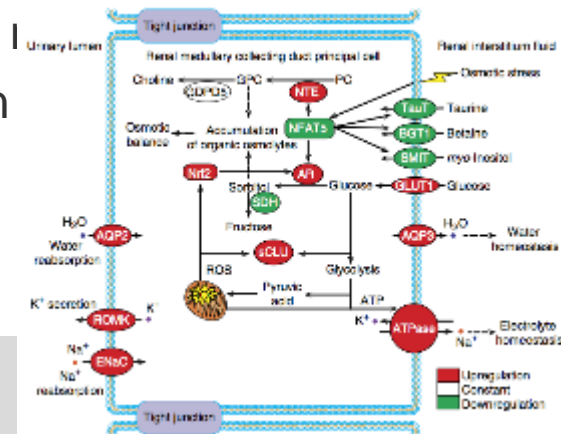 Tight junction
Urinary lumen
Renal medullary collecting duct principal cell
Renal interstitium fluid
Choline
GPC
PC
GDPD5
NTE
Osmotic stress
TauT
Taurine
NFAT5
BGT1
Betaine
SMIT
myo-Inositol
Osmotic
balance
Accumulation
of organic osmolytes
Nrf2
AR
Sorbitol
Glucose
GLUT1
Glucose
SDH
Fructose
H₂O
AQP2
Water
reabsorption
sCLU
AQP3
H₂O
Water
homeostasis
ROS
Glycolysis
Pyruvic
acid
ATP
K⁺ secretion
ROMK
K⁺
K⁺
ATPase
Na⁺
Electrolyte
homeostasis
Na⁺
ENaC
Na⁺
reabsorption
Upregulation
Constant
Downregulation
Tight junction